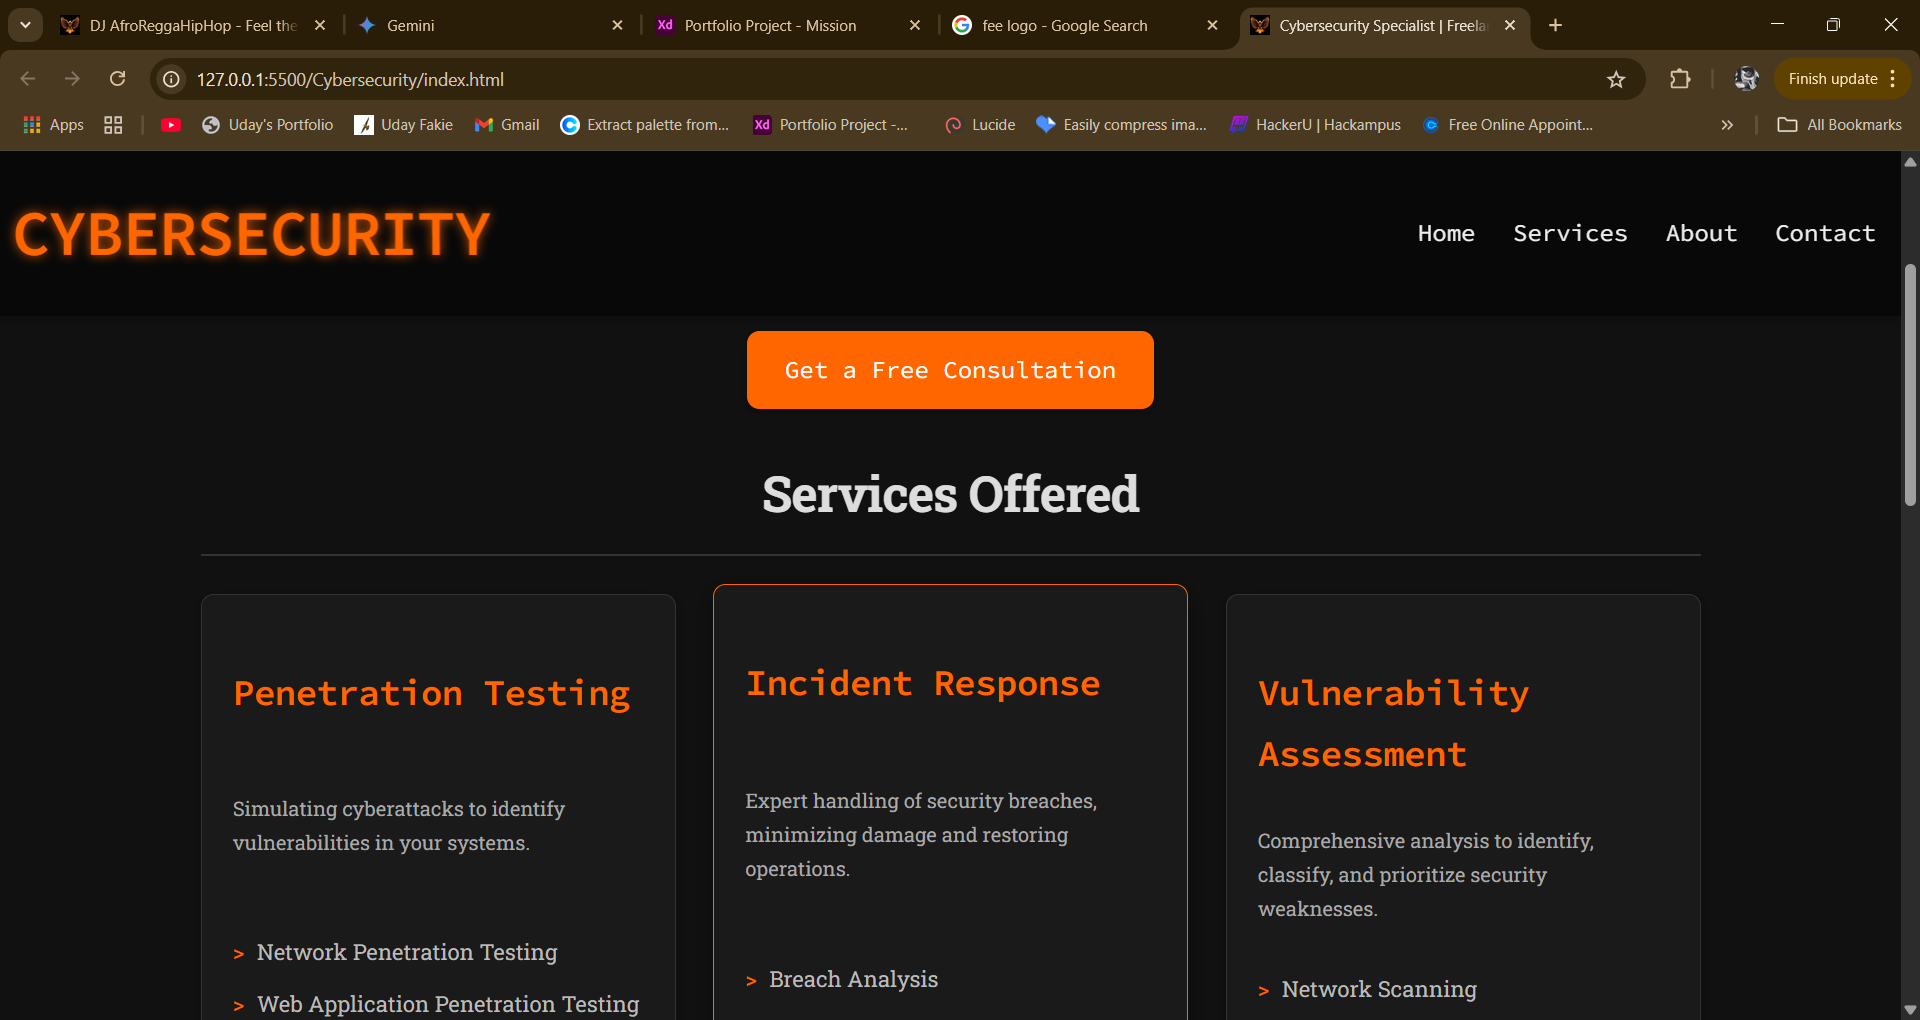 DJ AfroReggaHipHop - Feel the
Gemini
Xd Portfolio Project - Mission
fee logo - Google Search
Cybersecurity Specialist | Freela
127.0.0.1:5500/Cybersecurity/index.html
Finish update
Apps
Uday's Portfolio
Uday Fakie
Gmail
Extract palette from...
Xd Portfolio Project -...
Lucide
Easily compress ima...
HackerU | Hackampus
Free Online Appoint...
All Bookmarks
CYBERSECURITY
Home Services About Contact
Get a Free Consultation
Services Offered
Penetration Testing
Simulating cyberattacks to identify
vulnerabilities in your systems.
> Network Penetration Testing
> Web Application Penetration Testing
Incident Response
Expert handling of security breaches,
minimizing damage and restoring
operations.
> Breach Analysis
Vulnerability
Assessment
Comprehensive analysis to identify,
classify, and prioritize security
weaknesses.
> Network Scanning